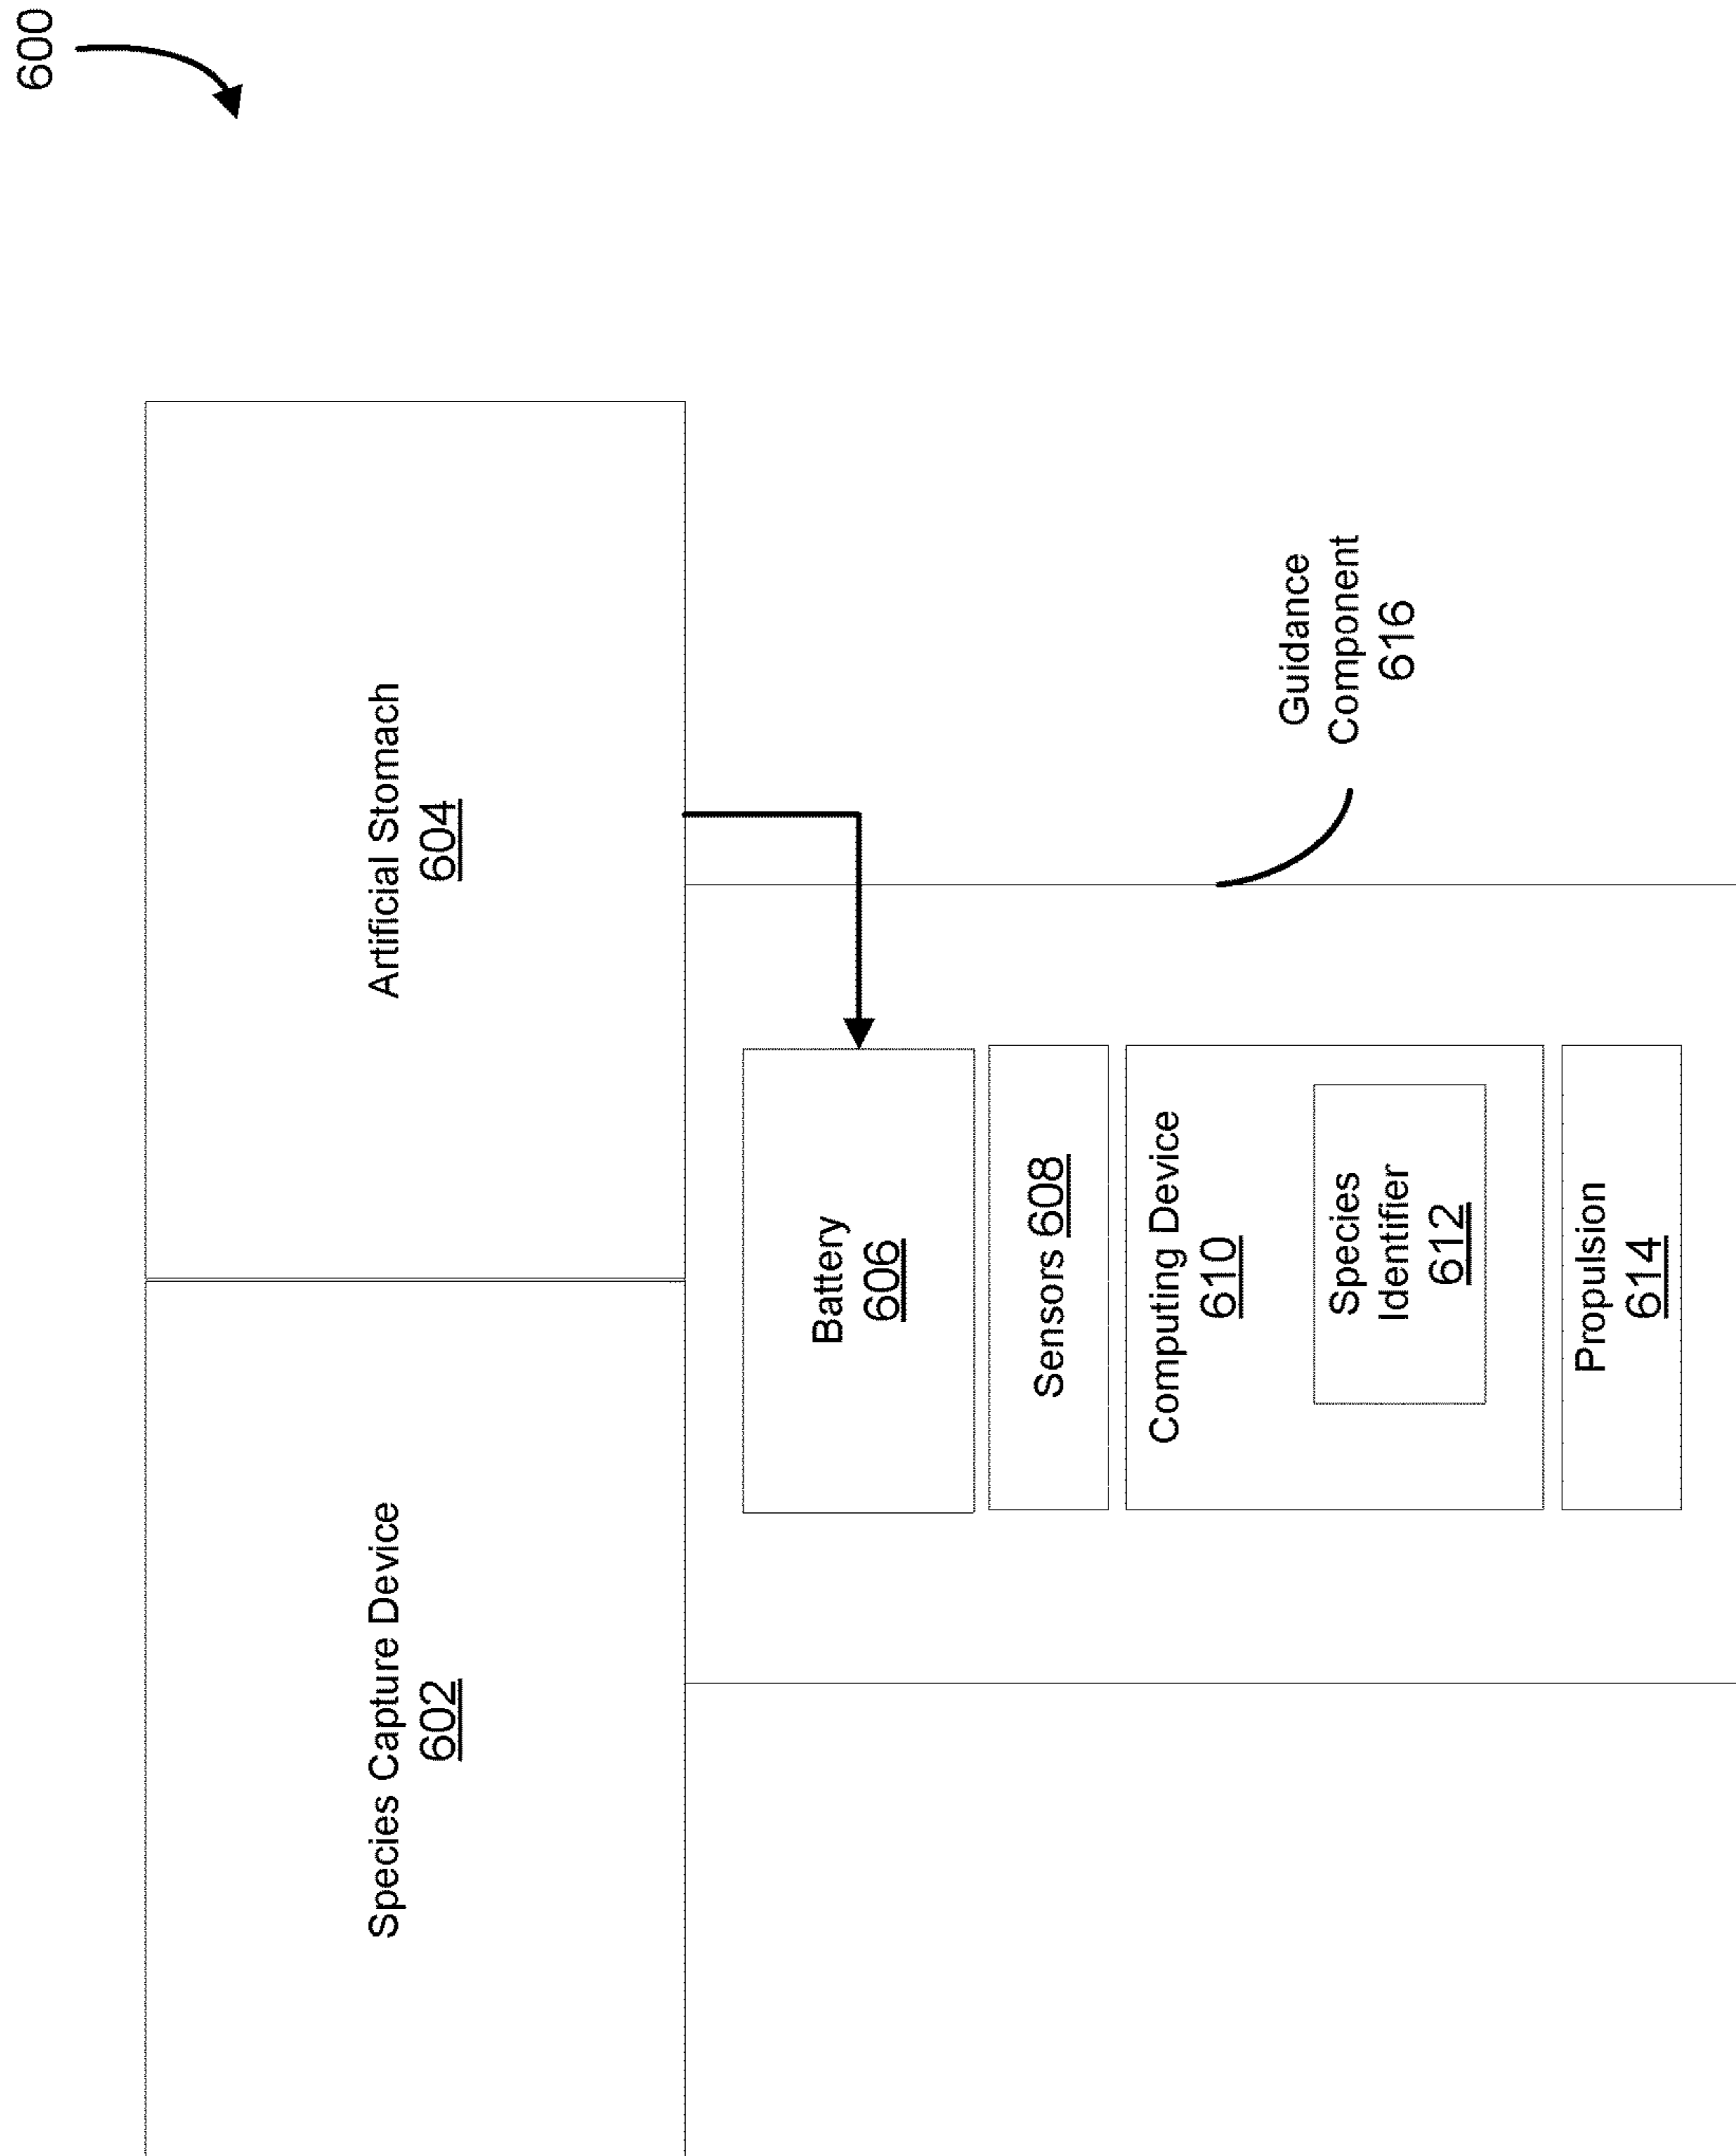 600
Species Capture Device
602
Artificial Stomach
604
Battery
606
Sensors 608
Computing Device
610
Species
Identifier
612
Propulsion
614
Guidance
Component
616